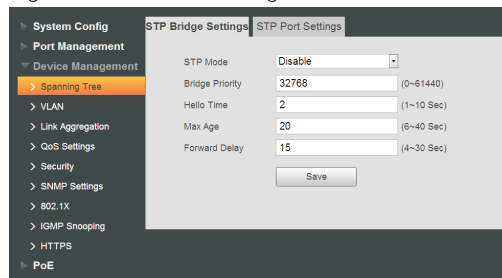 System Config
Port Management
Device Management
> Spanning Tree
> VLAN
> Link Aggregation
> QoS Settings
> Security
> SNMP Settings
> 802.1X
> IGMP Snooping
> HTTPS
PoE
STP Bridge Settings STP Port Settings
STP Mode Disable
Bridge Priority 32768 (0~61440)
Hello Time 2 (1~10 Sec)
Max Age 20 (6~40 Sec)
Forward Delay 15 (4~30 Sec)
Save